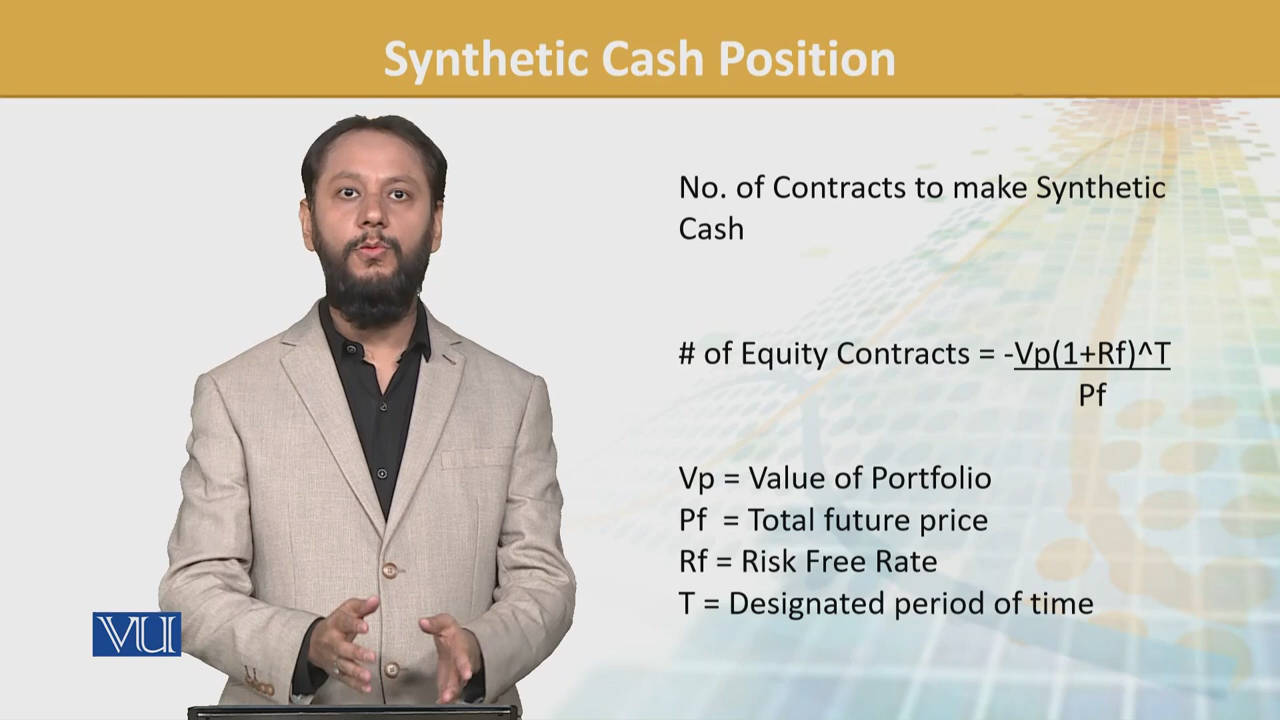 Synthetic Cash Position
No. of Contracts to make Synthetic
Cash
# of Equity Contracts = -Vp(1+Rf)^T
Pf
Vp = Value of Portfolio
Pf  = Total future price
Rf = Risk Free Rate
T = Designated period of time
VU